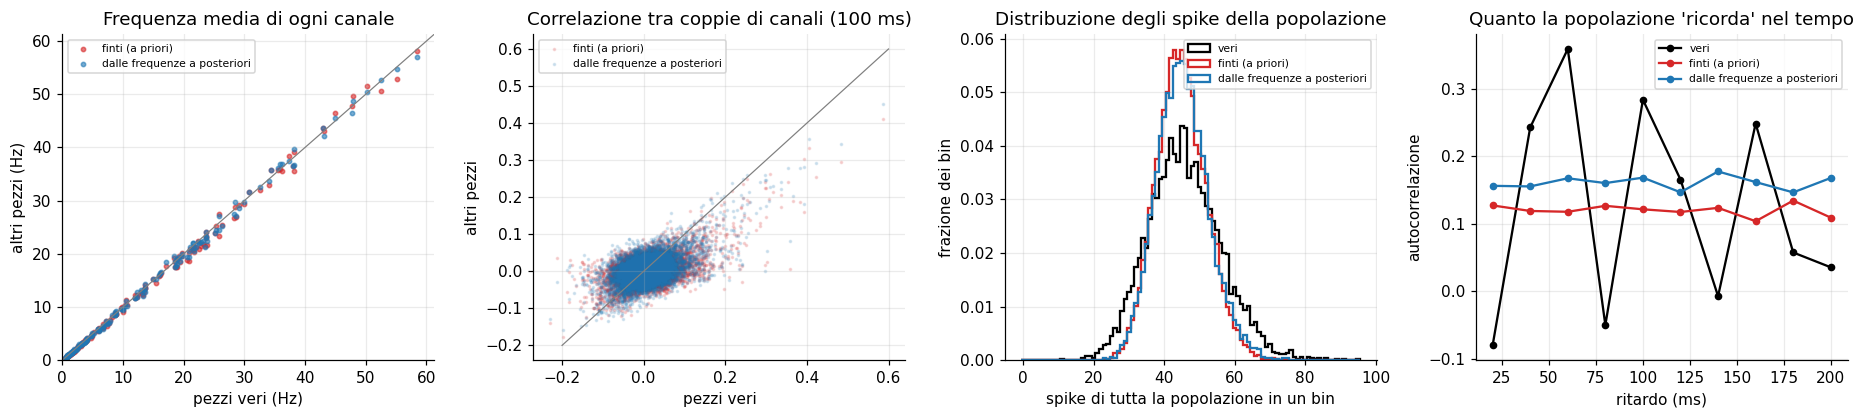 Frequenza media di ogni canale
finti (a priori)
dalle frequenze a posteriori
altri pezzi (Hz)
60
50
40
30
20
10
0
0 10 20 30 40 50 60
pezzi veri (Hz)
Correlazione tra coppie di canali (100 ms)
finti (a priori)
dalle frequenze a posteriori
altri pezzi
0.6
0.5
0.4
0.3
0.2
0.1
0.0
−0.1
−0.2
−0.2 0.0 0.2 0.4 0.6
pezzi veri
Distribuzione degli spike della popolazione
veri
finti (a priori)
dalle frequenze a posteriori
frazione dei bin
0.06
0.05
0.04
0.03
0.02
0.01
0.00
0 20 40 60 80 100
spike di tutta la popolazione in un bin
Quanto la popolazione 'ricorda' nel tempo
veri
finti (a priori)
dalle frequenze a posteriori
autocorrelazione
0.3
0.2
0.1
0.0
−0.1
25 50 75 100 125 150 175 200
ritardo (ms)